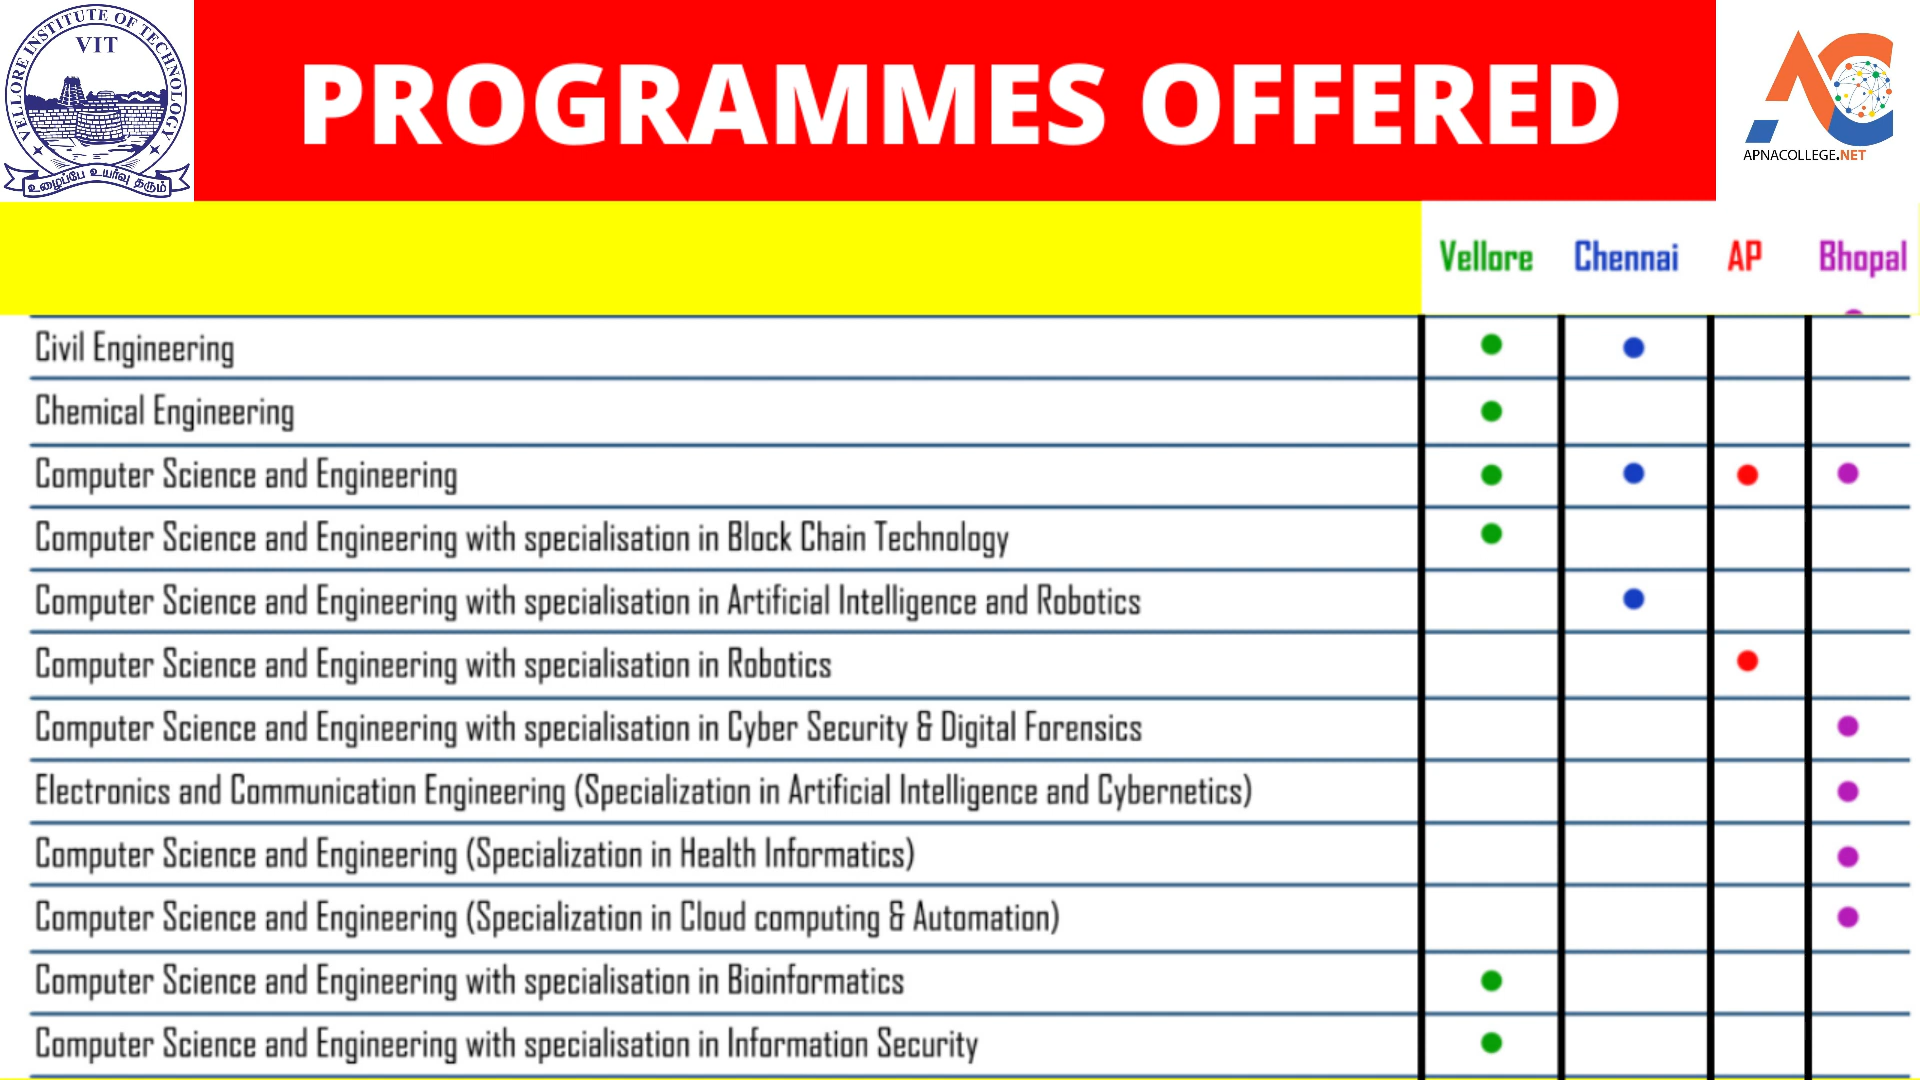 VELLORE INSTITUTE OF TECHNOLOGY
VIT
உழைப்பே உயர்வு தரும்
PROGRAMMES OFFERED
APNACOLLEGE.NET
Vellore Chennai AP Bhopal
Civil Engineering
Chemical Engineering
Computer Science and Engineering
Computer Science and Engineering with specialisation in Block Chain Technology
Computer Science and Engineering with specialisation in Artificial Intelligence and Robotics
Computer Science and Engineering with specialisation in Robotics
Computer Science and Engineering with specialisation in Cyber Security & Digital Forensics
Electronics and Communication Engineering (Specialization in Artificial Intelligence and Cybernetics)
Computer Science and Engineering (Specialization in Health Informatics)
Computer Science and Engineering (Specialization in Cloud computing & Automation)
Computer Science and Engineering with specialisation in Bioinformatics
Computer Science and Engineering with specialisation in Information Security